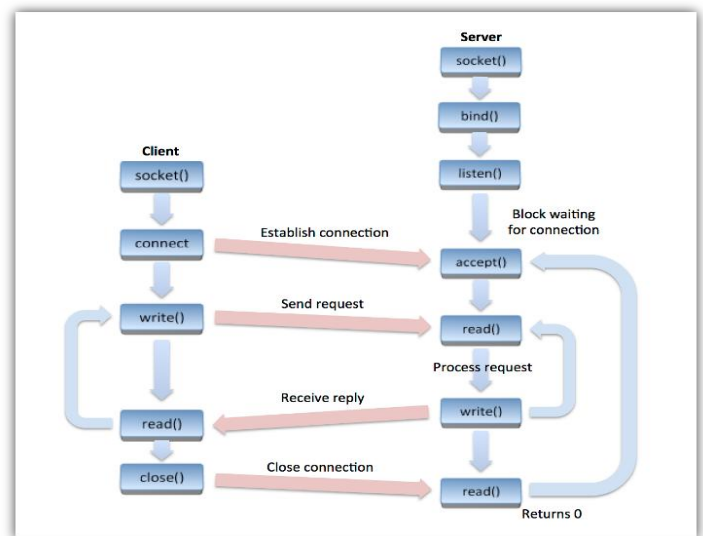 Server
socket()
bind()
Client
listen()
socket()
Block waiting
for connection
Establish connection
connect
accept()
Send request
write()
read()
Process request
Receive reply
write()
read()
Close connection
close()
read()
Returns 0